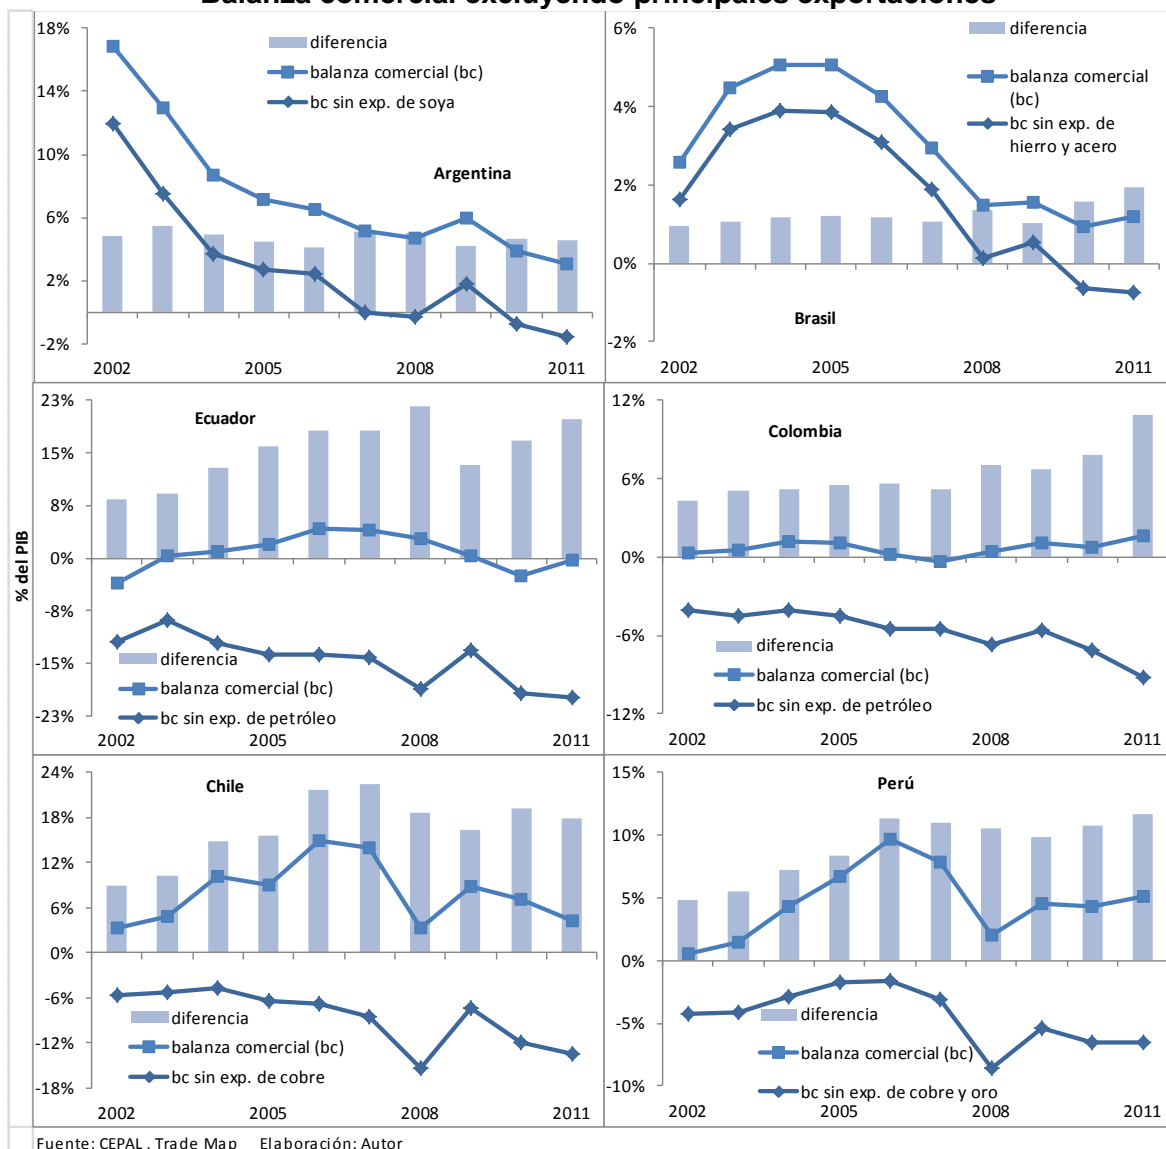 Balanza comercial excluyendo principales exportaciones
% del PIB
18%
14%
10%
6%
2%
-2%
diferencia
balanza comercial (bc)
bc sin exp. de soya
Argentina
2002
2005
2008
2011
6%
4%
2%
0%
-2%
diferencia
balanza comercial
(bc)
bc sin exp. de
hierro y acero
Brasil
2002
2005
2008
2011
23%
15%
8%
0%
-8%
-15%
-23%
Ecuador
diferencia
balanza comercial (bc)
bc sin exp. de petróleo
2002
2005
2008
2011
12%
6%
0%
-6%
-12%
Colombia
diferencia
balanza comercial (bc)
bc sin exp. de petróleo
2002
2005
2008
2011
24%
18%
12%
6%
0%
-6%
-12%
-18%
Chile
diferencia
balanza comercial (bc)
bc sin exp. de cobre
2002
2005
2008
2011
15%
10%
5%
0%
-5%
-10%
Perú
diferencia
balanza comercial (bc)
bc sin exp. de cobre y oro
2002
2005
2008
2011
Fuente: CEPAL , Trade Map Elaboración: Autor